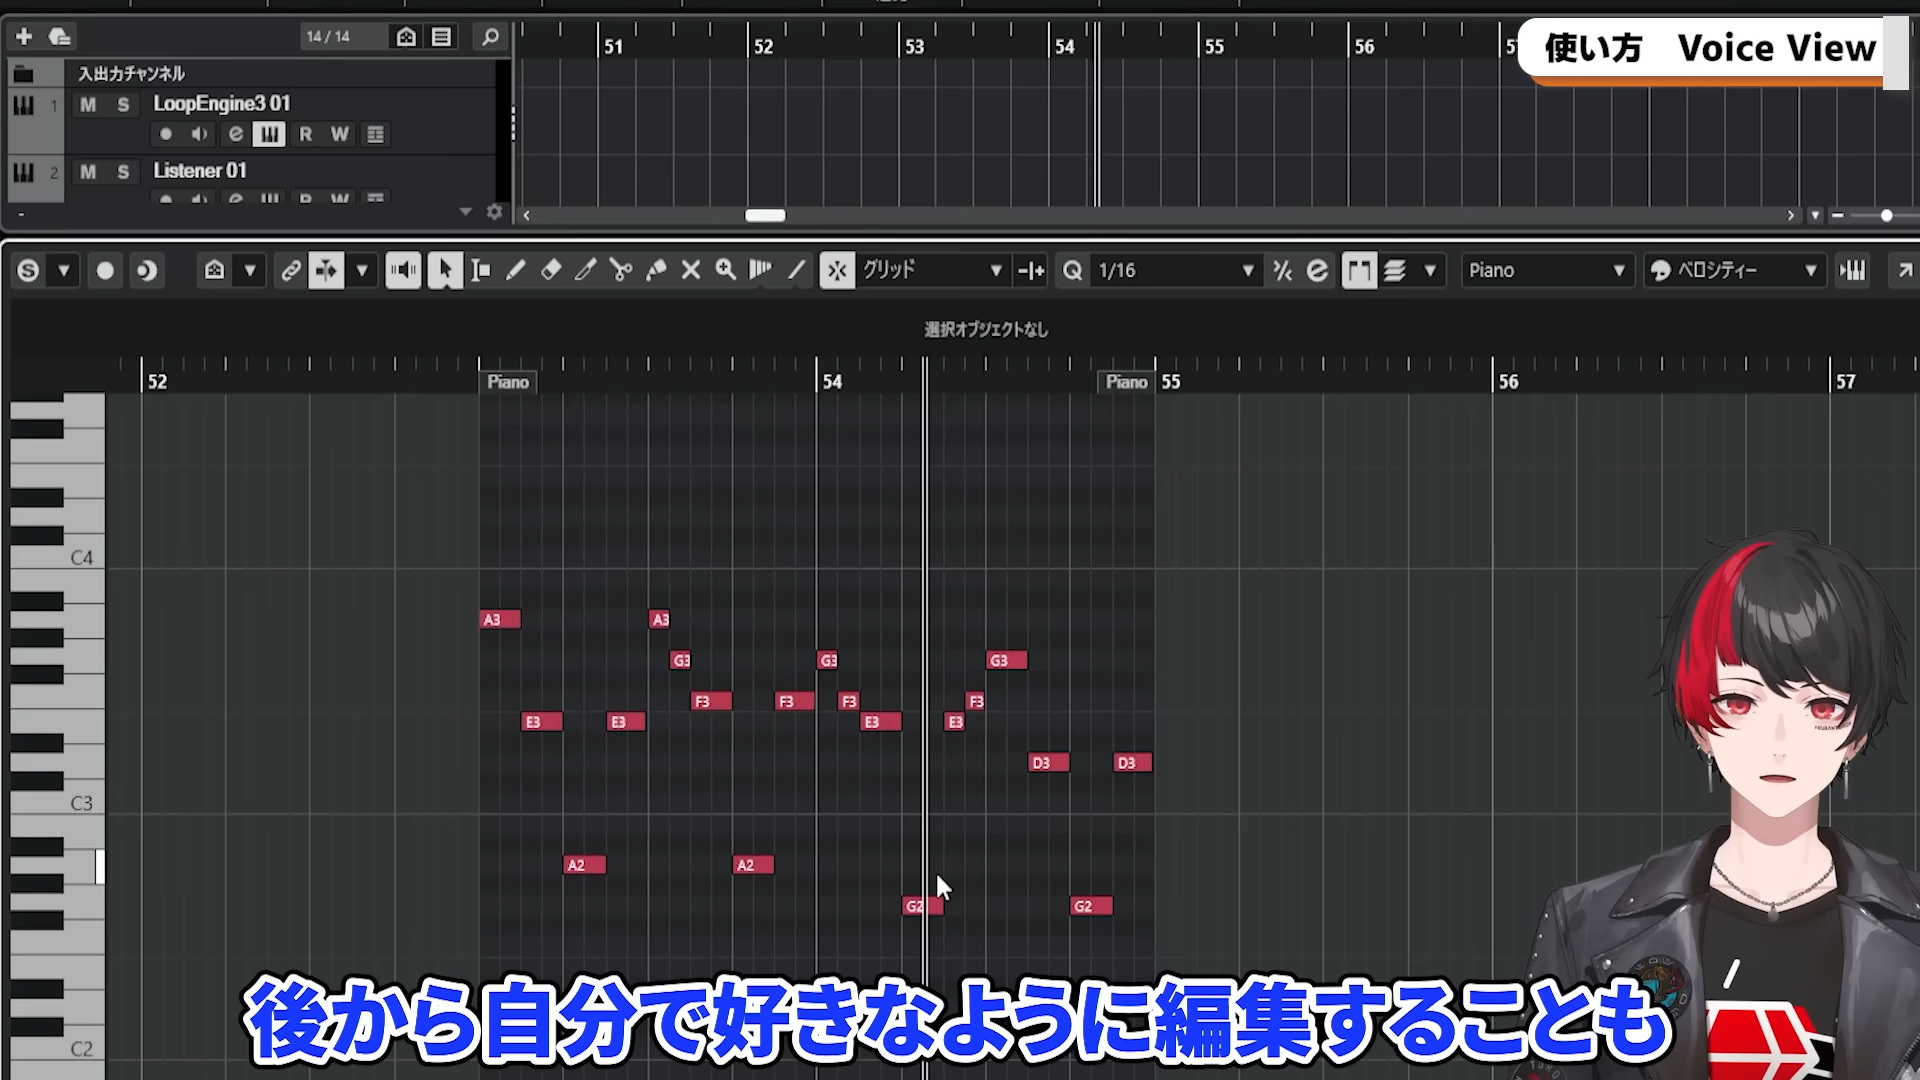 14 / 14
51 52 53 54 55 56
使い方 Voice View
入出力チャンネル
1 M S LoopEngine3 01
R W
2 M S Listener 01
R W
グリッド Q 1/16 Piano ベロシティー
選択オブジェクトなし
52 Piano 54 Piano 55 56 57
C4
A3 A3
G3 G3 G3
F3 F3 F3 F3
E3 E3 E3 E3
D3 D3
C3
A2 A2
G2 G2
後から自分で好きなように編集することも
C2